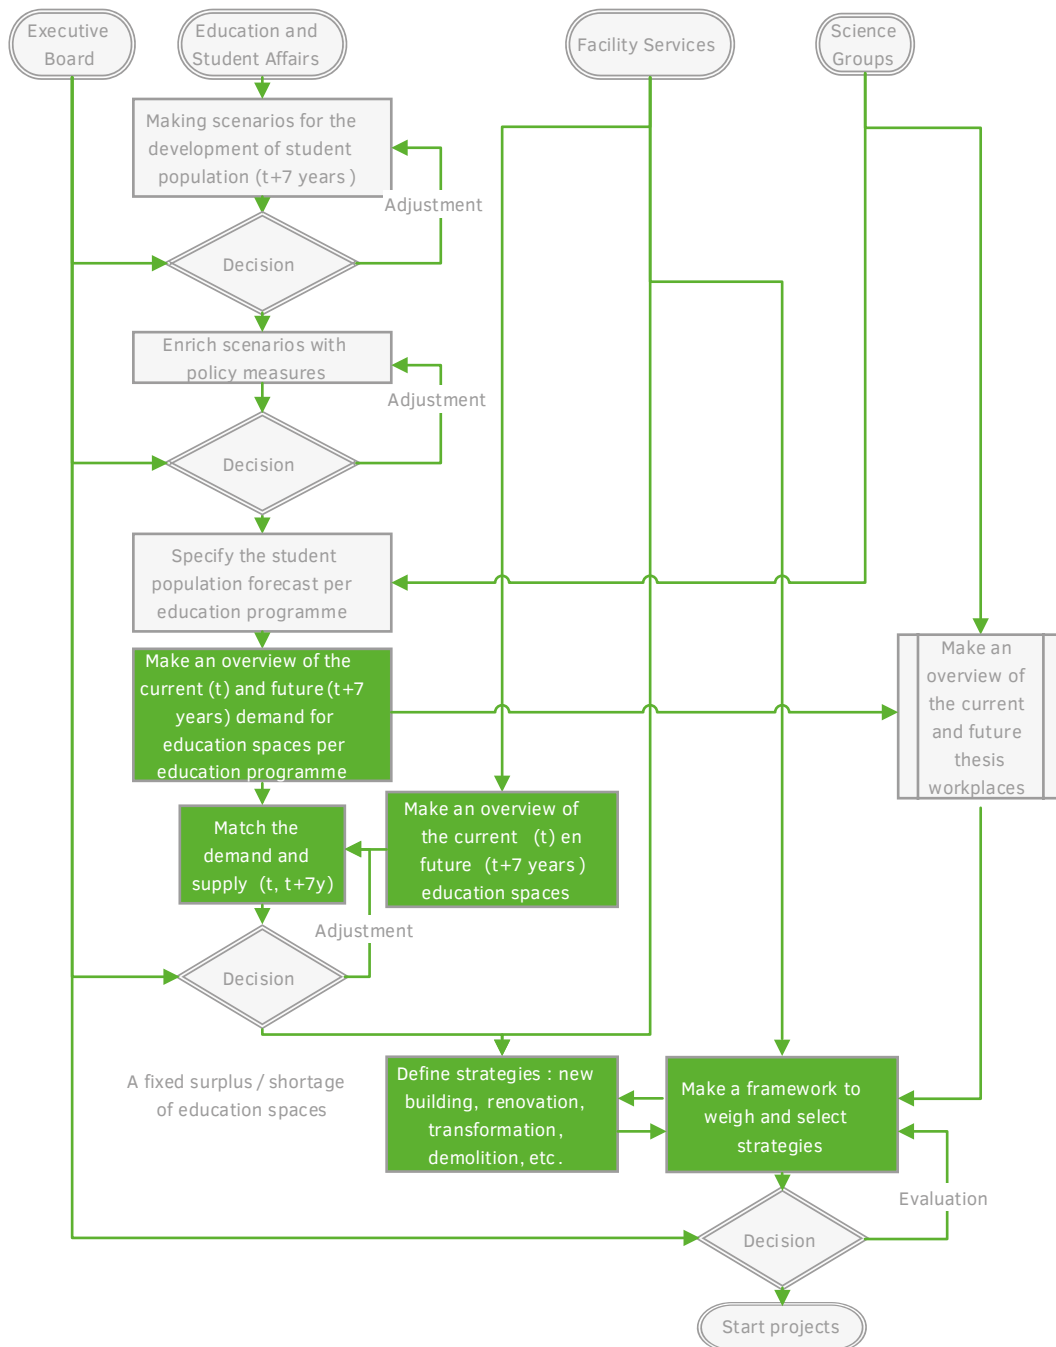 Executive
Board
Education and
Student Affairs
Facility Services
Science
Groups
Making scenarios for the
development of student
population (t+7 years)
Adjustment
Decision
Enrich scenarios with
policy measures
Adjustment
Decision
Specify the student
population forecast per
education programme
Make an overview of the
current (t) and future (t+7
years) demand for
education spaces per
education programme
Make an
overview of
the current
and future
thesis
workplaces
Match the
demand and
supply (t, t+7y)
Make an overview of
the current (t) en
future (t+7 years)
education spaces
Adjustment
Decision
A fixed surplus / shortage
of education spaces
Define strategies : new
building, renovation,
transformation,
demolition, etc.
Make a framework to
weigh and select
strategies
Evaluation
Decision
Start projects